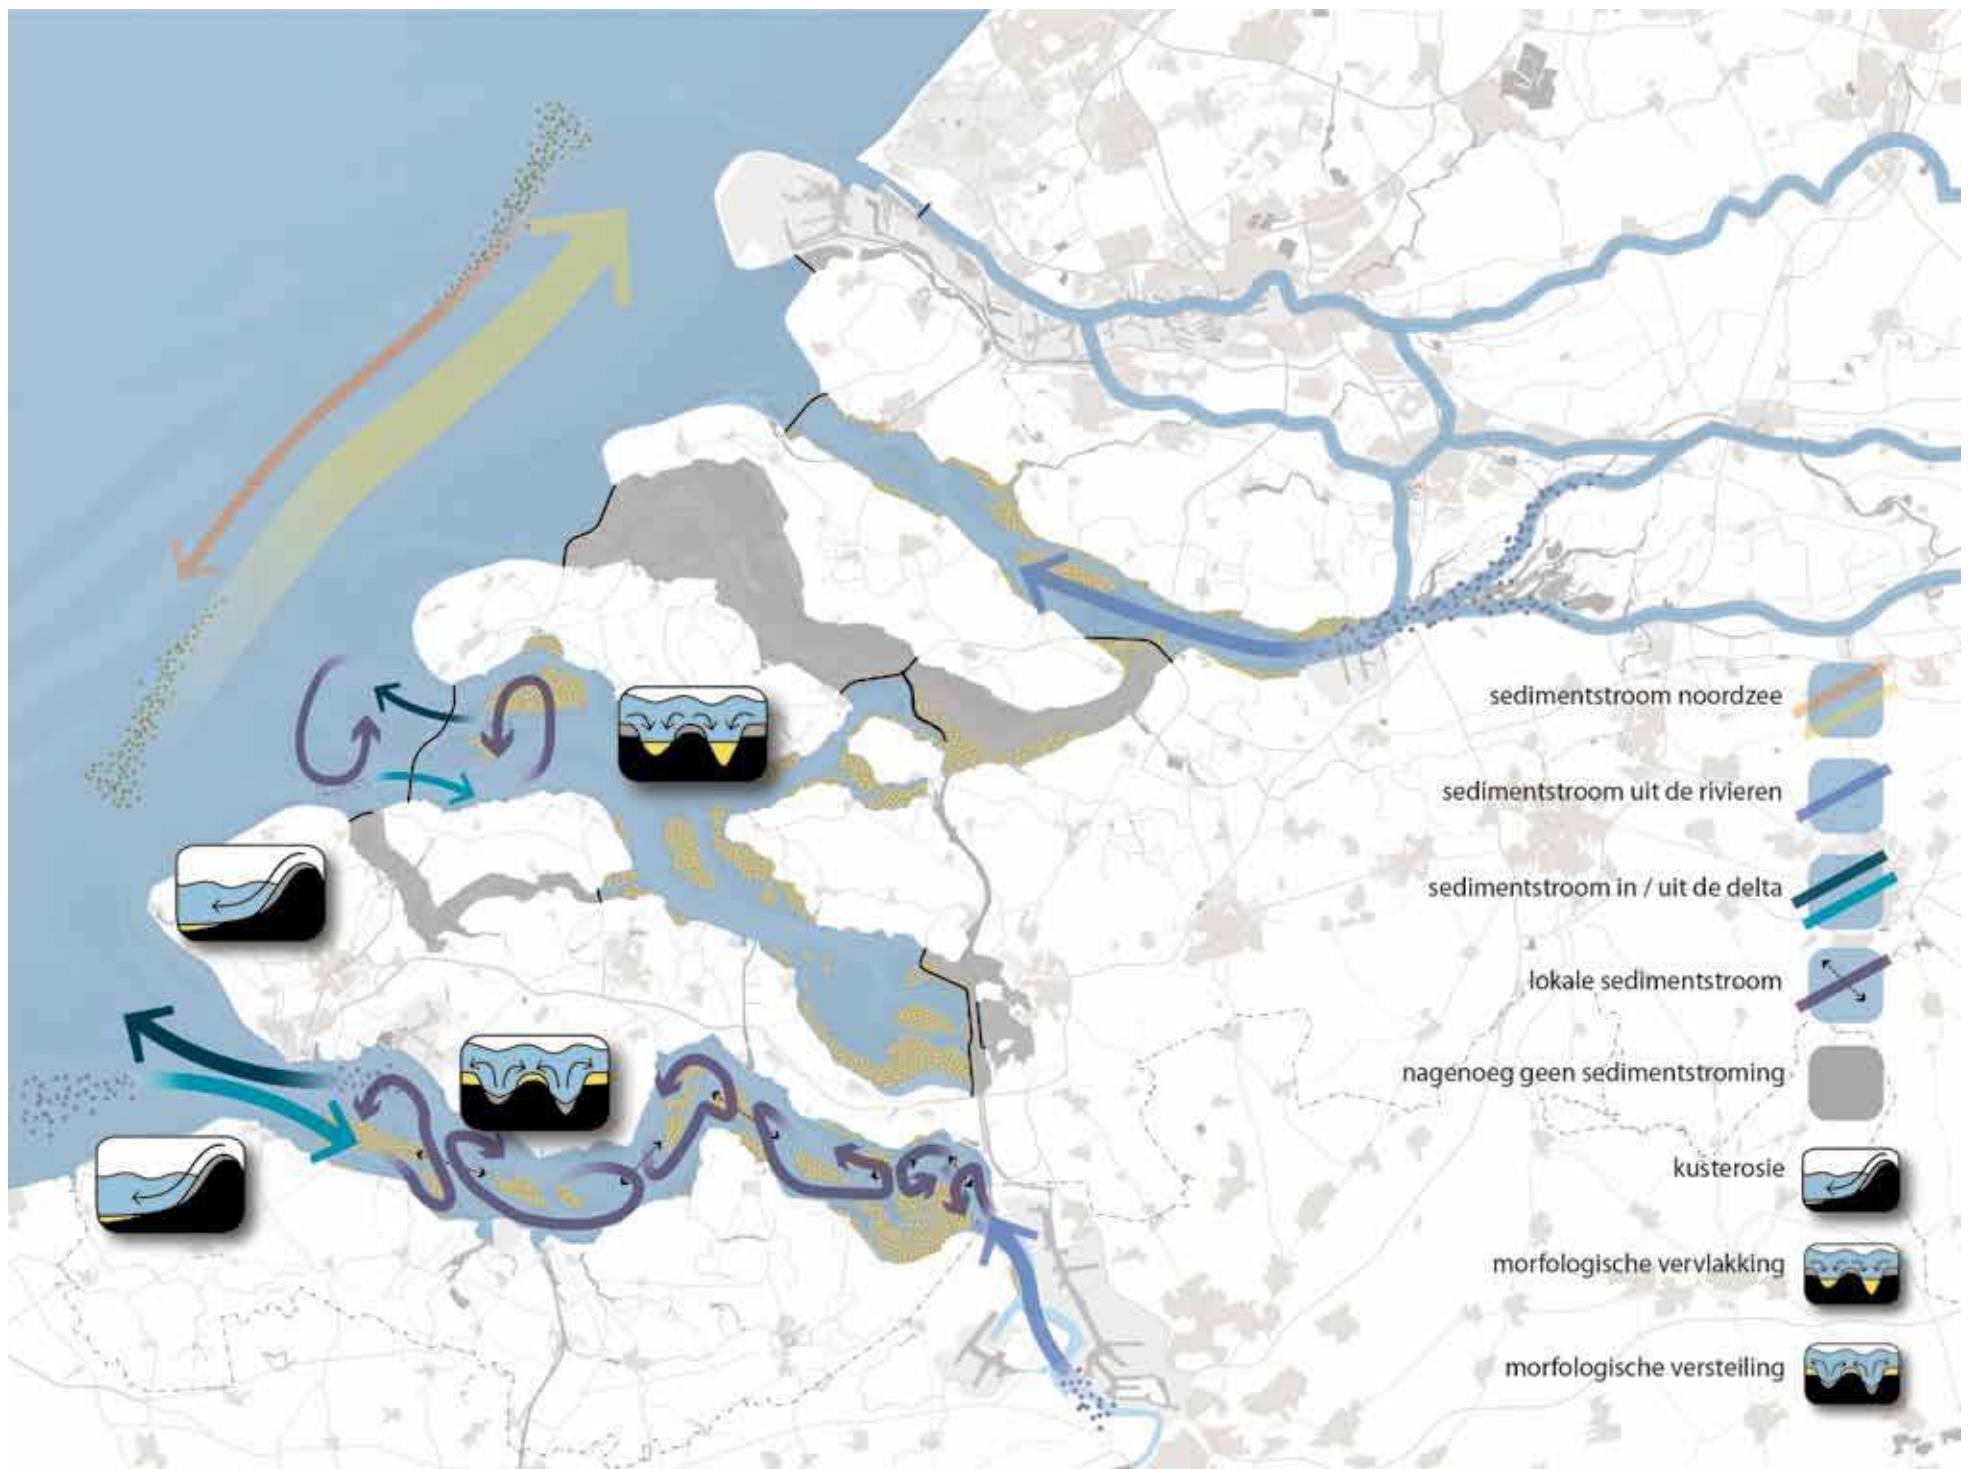 sedimentstroom noordzee
sedimentstroom uit de rivieren
sedimentstroom in / uit de delta
lokale sedimentstroom
nagenoeg geen sedimentstroming
kusterosie
morfologische vervlakking
morfologische versteiling